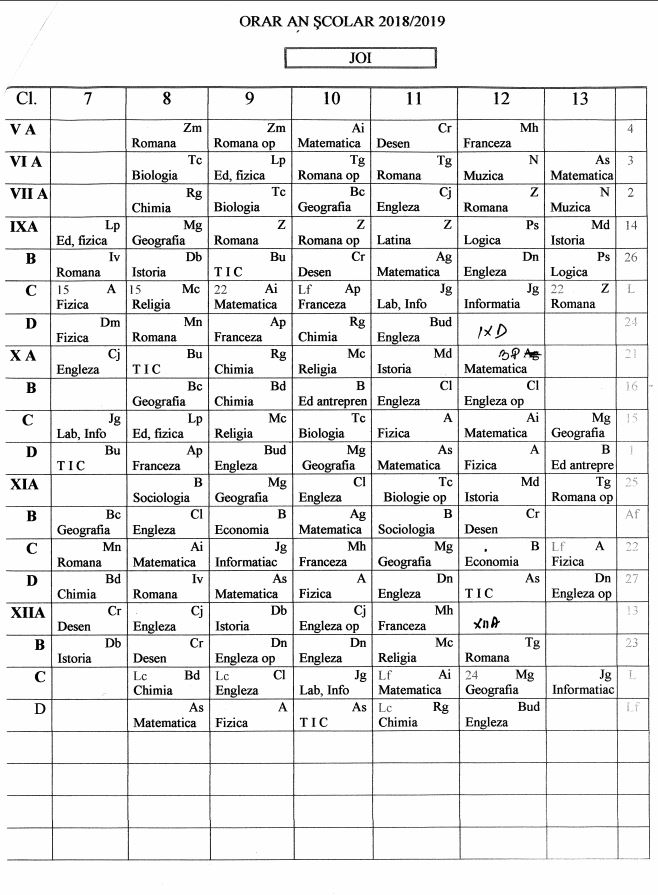 ORAR AN ŞCOLAR 2018/2019
JOI
Cl. 7 8 9 10 11 12 13
V A Zm Zm Ai Cr Mh 4
Romana Romana op Matematica Desen Franceza
VI A Tc Lp Tg Tg N As 3
Biologia Ed, fizica Romana op Romana Muzica Matematica
VII A Rg Tc Bc Cj Z N 2
Chimia Biologia Geografia Engleza Romana Muzica
IXA Lp Mg Z Z Z Ps Md 14
Ed, fizica Geografia Romana Romana op Latina Logica Istoria
B Iv Db Bu Cr Ag Dn Ps 26
Romana Istoria T I C Desen Matematica Engleza Logica
C 15 A 15 Mc 22 Ai Lf Ap Jg Jg 22 Z L
Fizica Religia Matematica Franceza Lab, Info Informatia Romana
D Dm Mn Ap Rg Bud IXD 24
Fizica Romana Franceza Chimia Engleza
X A Cj Bu Rg Mc Md BP 21
Engleza T I C Chimia Religia Istoria Matematica
B Bc Bd B Cl Cl 16
Geografia Chimia Ed antrepren Engleza Engleza op
C Jg Lp Mc Tc A Ai Mg 15
Lab, Info Ed, fizica Religia Biologia Fizica Matematica Geografia
D Bu Ap Bud Mg As A B 1
T I C Franceza Engleza Geografia Matematica Fizica Ed antrepre
XIA B Mg Cl Tc Md Tg 25
Sociologia Geografia Engleza Biologie op Istoria Romana op
B Bc Cl B Ag B Cr Af
Geografia Engleza Economia Matematica Sociologia Desen
C Mn Ai Jg Mh Mg B Lf A 22
Romana Matematica Informatiac Franceza Geografia Economia Fizica
D Bd Iv As A Dn As Dn 27
Chimia Romana Matematica Fizica Engleza T I C Engleza op
XIIA Cr Cj Db Cj Mh XIIA 13
Desen Engleza Istoria Engleza op Franceza
B Db Cr Dn Dn Mc Tg 23
Istoria Desen Engleza op Engleza Religia Romana
C Lc Bd Lc Cl Jg Lf Ai 24 Mg Jg L
Chimia Engleza Lab, Info Matematica Geografia Informatiac
D As A As Lc Rg Bud Lf
Matematica Fizica T I C Chimia Engleza